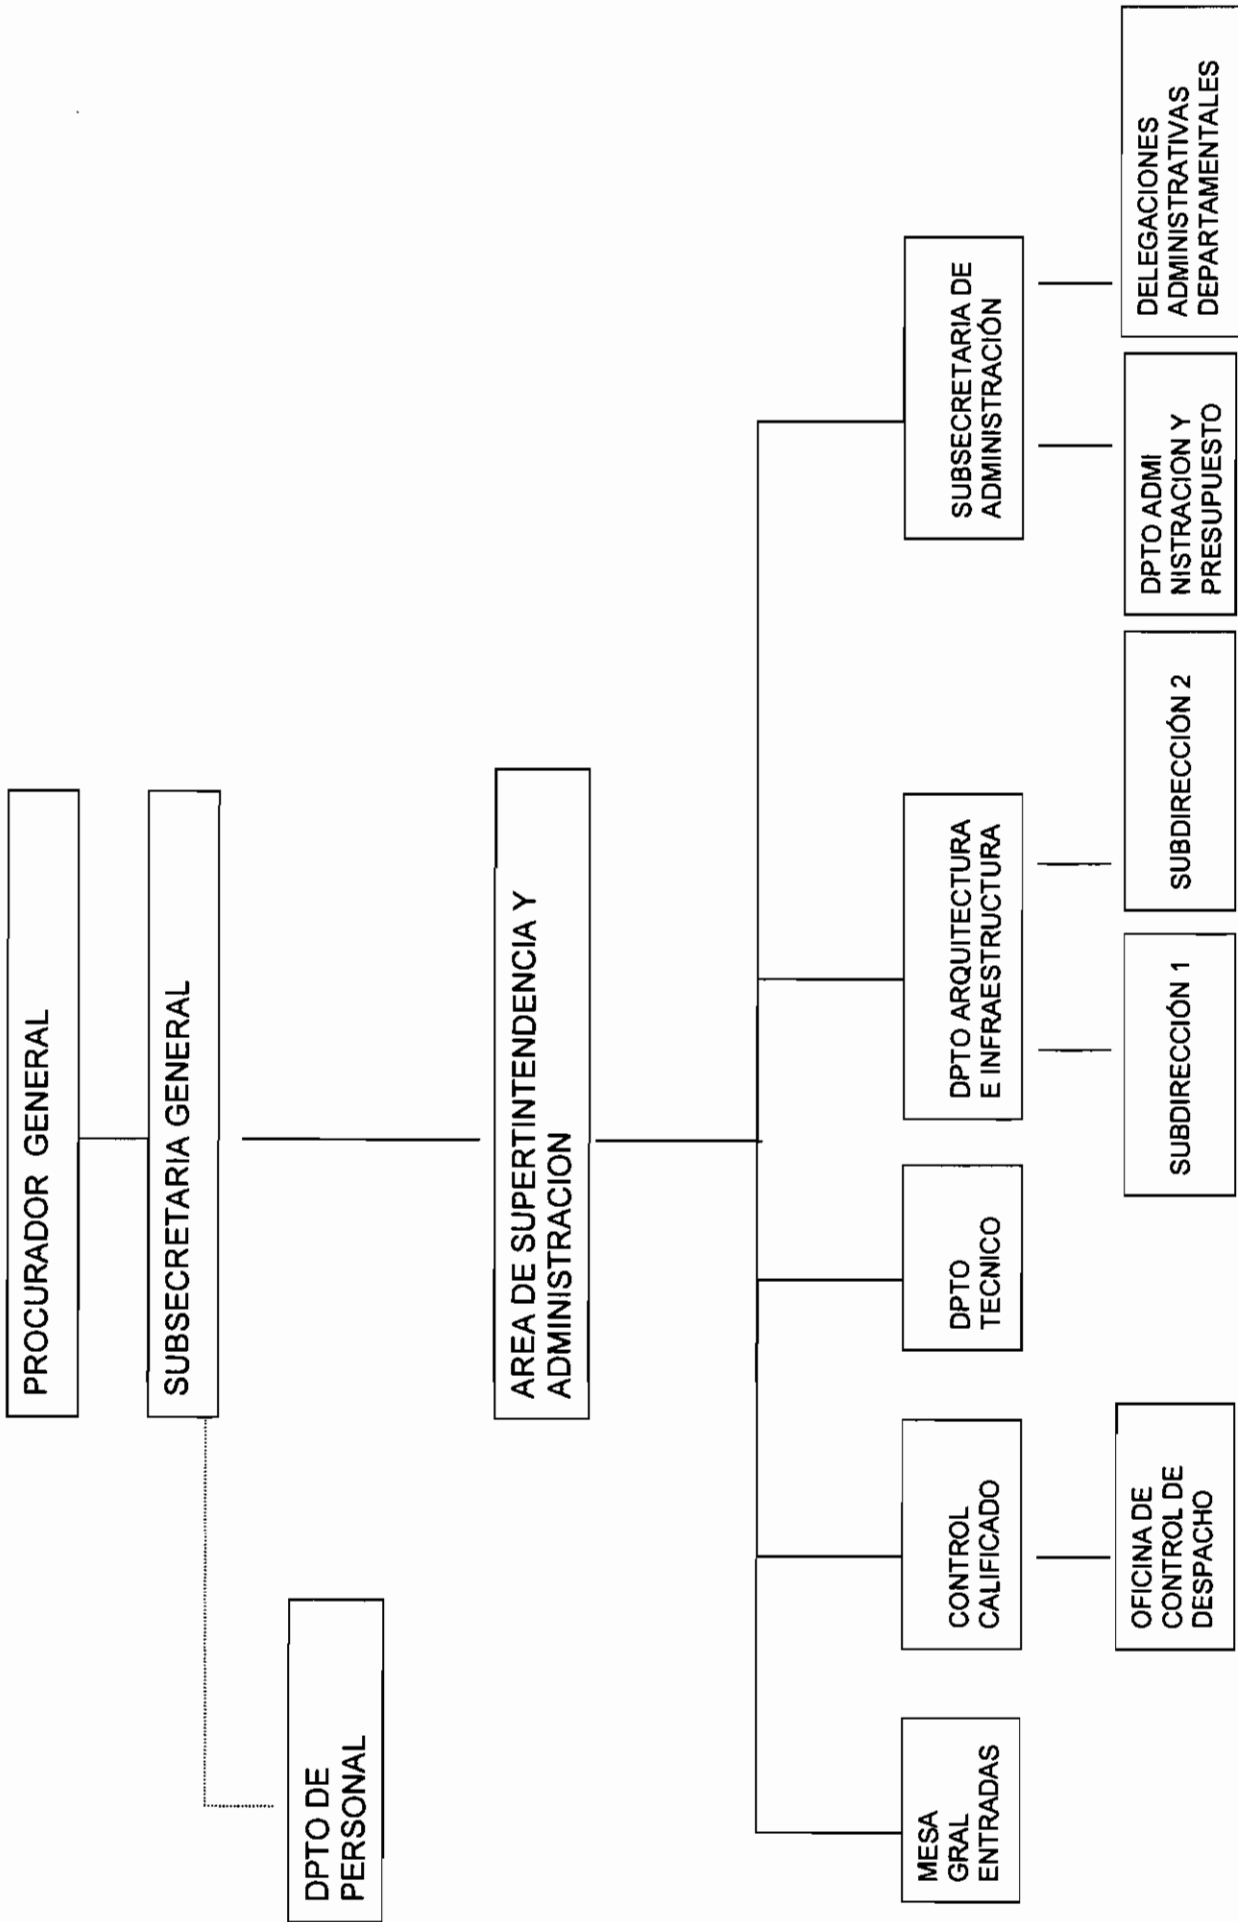 PROCURADOR GENERAL
SUBSECRETARIA GENERAL
DPTO DE
PERSONAL
AREA DE SUPERTINTENDENCIA Y
ADMINISTRACION
MESA
GRAL
ENTRADAS
CONTROL
CALIFICADO
DPTO
TECNICO
DPTO ARQUITECTURA
E INFRAESTRUCTURA
SUBSECRETARIA DE
ADMINISTRACIÓN
OFICINA DE
CONTROL DE
DESPACHO
SUBDIRECCIÓN 1
SUBDIRECCIÓN 2
DPTO ADMI
NISTRACION Y
PRESUPUESTO
DELEGACIONES
ADMINISTRATIVAS
DEPARTAMENTALES